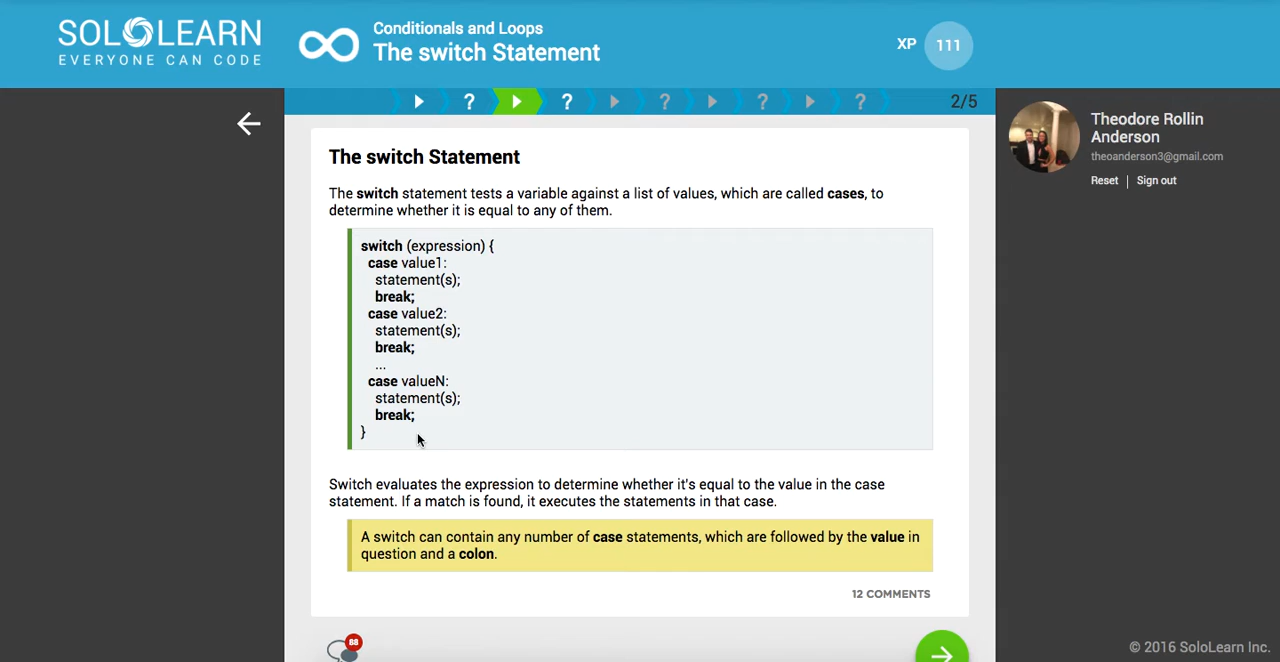 SOLOLEARN
EVERYONE CAN CODE
Conditionals and Loops
The switch Statement
XP 111
? ? ? ? ? 2/5
Theodore Rollin
Anderson
theoanderson3@gmail.com
Reset | Sign out
The switch Statement
The switch statement tests a variable against a list of values, which are called cases, to
determine whether it is equal to any of them.
switch (expression) {
case value1:
statement(s);
break;
case value2:
statement(s);
break;
...
case valueN:
statement(s);
break;
}
Switch evaluates the expression to determine whether it's equal to the value in the case
statement. If a match is found, it executes the statements in that case.
A switch can contain any number of case statements, which are followed by the value in
question and a colon.
12 COMMENTS
88
© 2016 SoloLearn Inc.